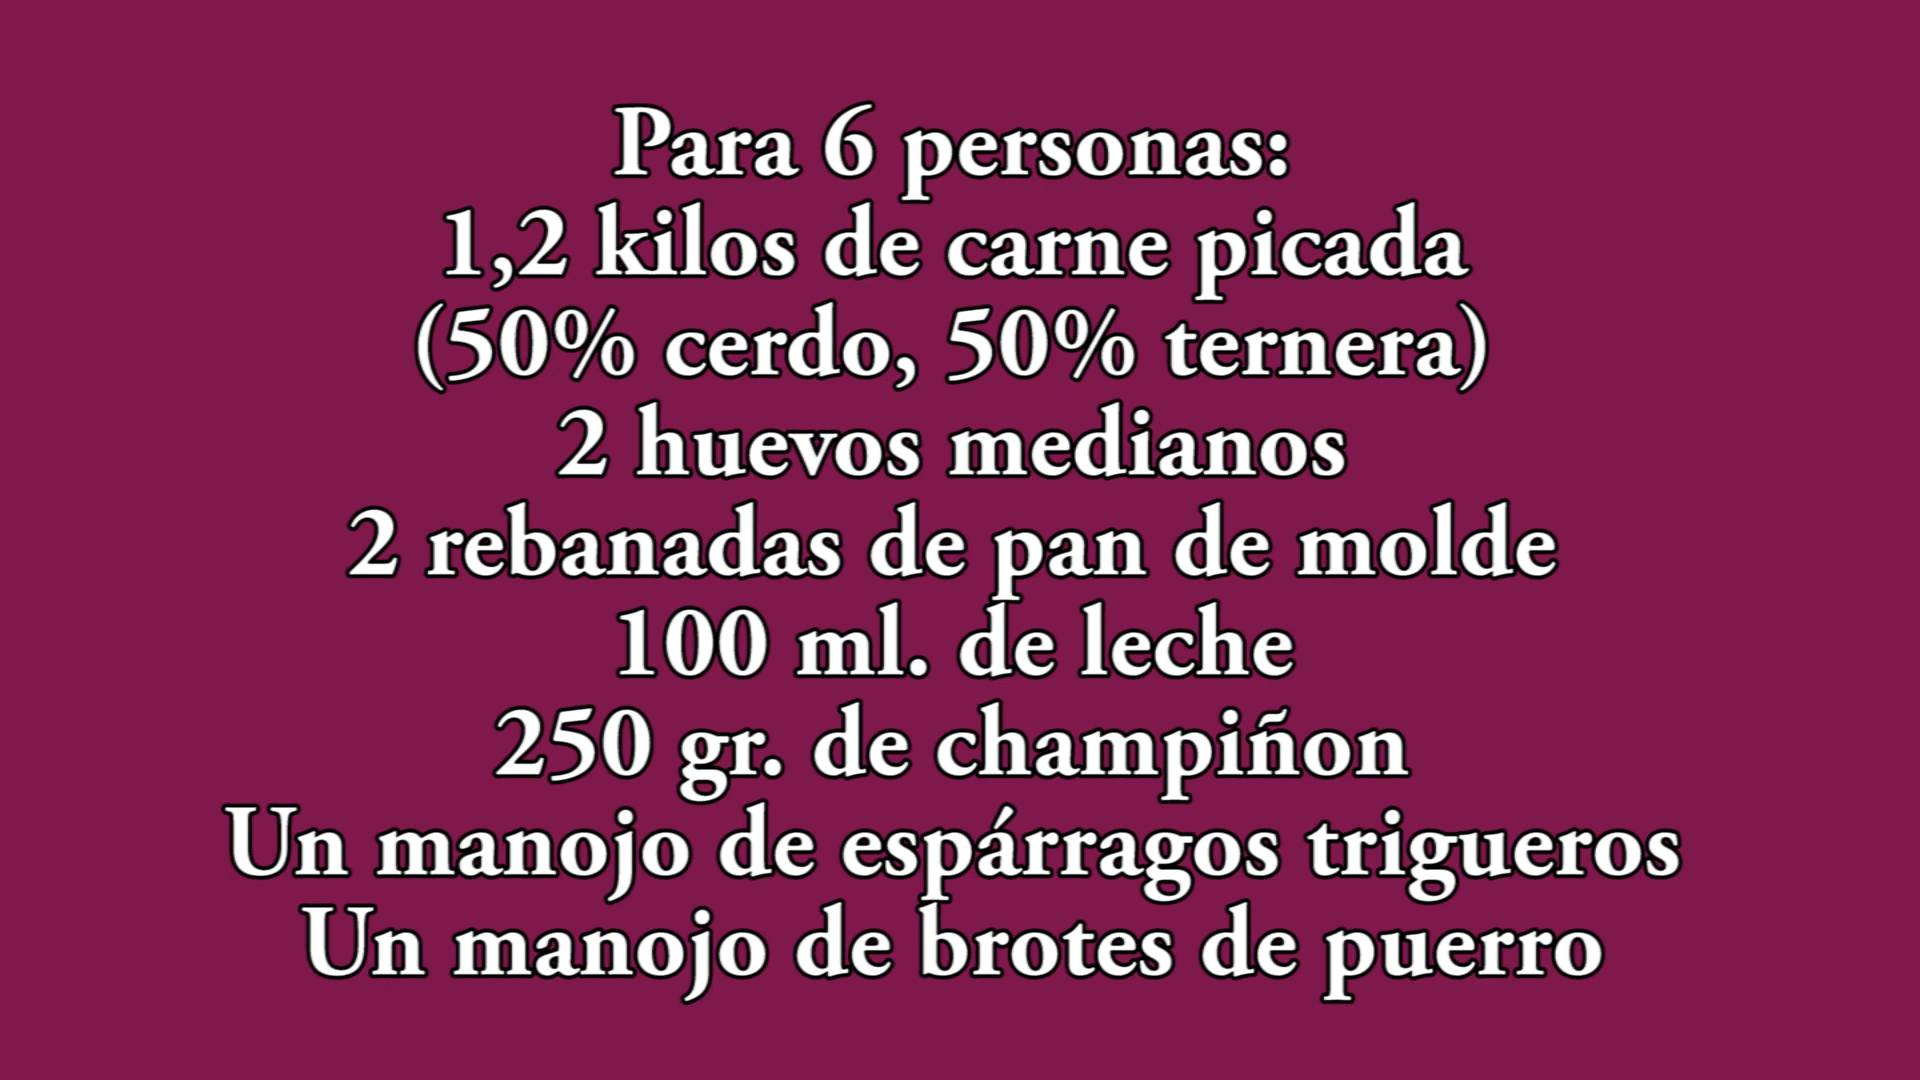 Para 6 personas:
1,2 kilos de carne picada
(50% cerdo, 50% ternera)
2 huevos medianos
2 rebanadas de pan de molde
100 ml. de leche
250 gr. de champiñon
Un manojo de espárragos trigueros
Un manojo de brotes de puerro